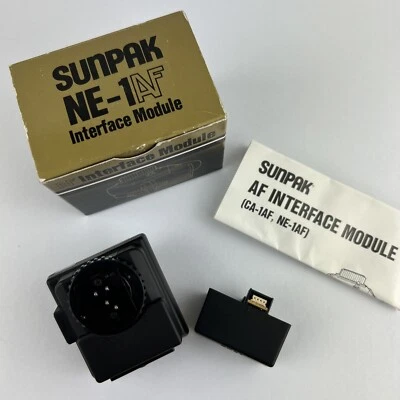 SUNPAK
NE-1AF
Interface Module
Interface Module
SUNPAK
AF INTERFACE MODULE
(CA-1AF, NE-1AF)